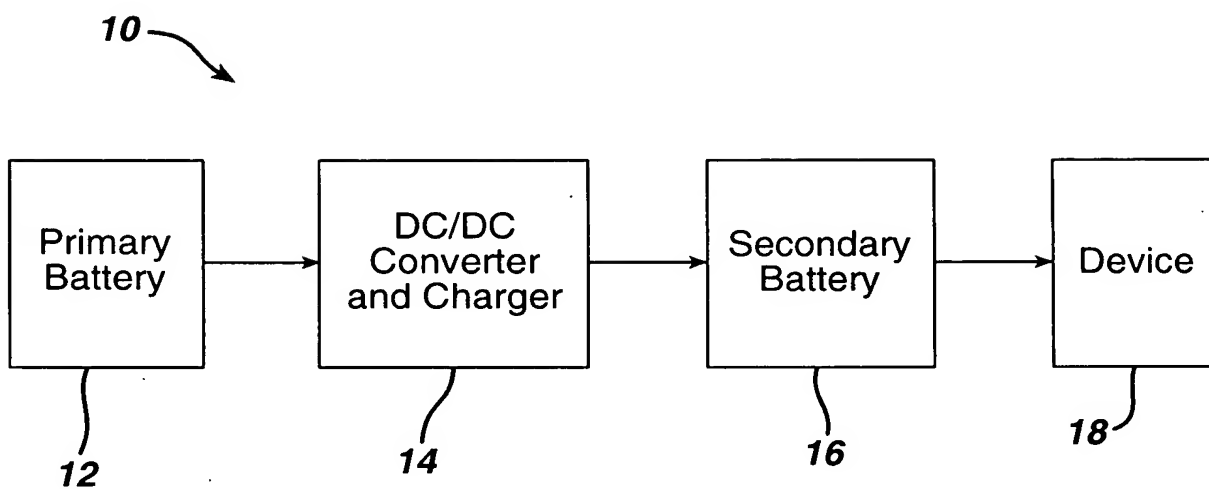 10
Primary
Battery
DC/DC
Converter
and Charger
Secondary
Battery
Device
12
14
16
18